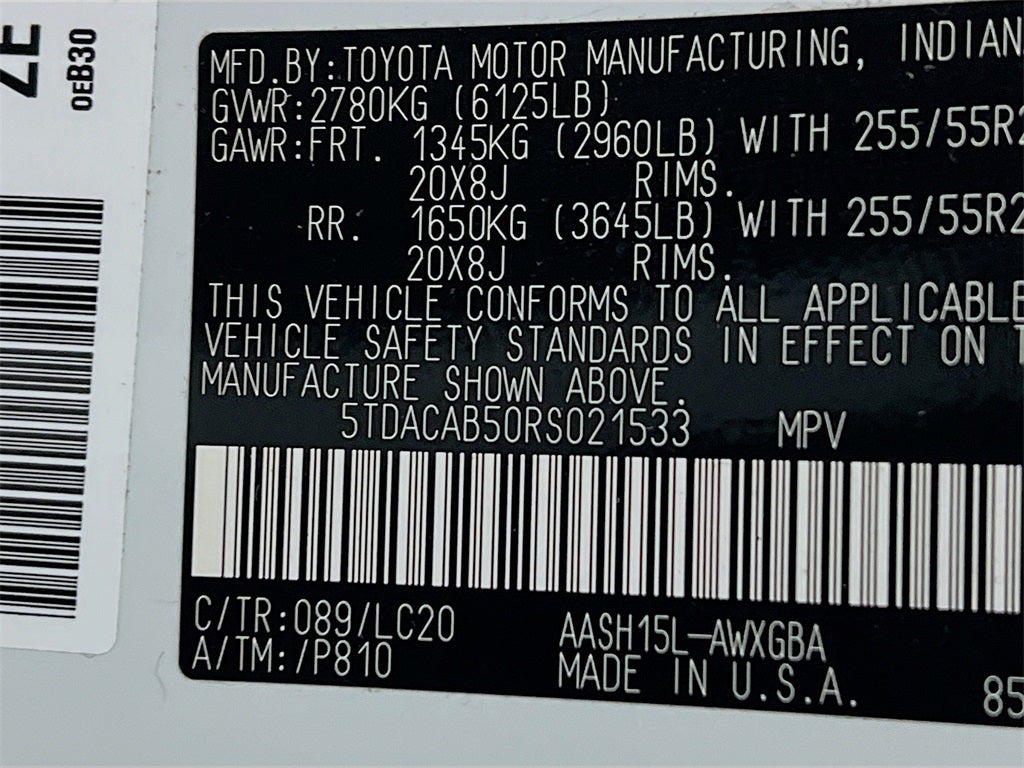 7E
OEB30
MFD.BY:TOYOTA MOTOR MANUFACTURING, INDIAN
GVWR:2780KG (6125LB)
GAWR:FRT. 1345KG (2960LB) WITH 255/55R2
20X8J RIMS.
RR. 1650KG (3645LB) WITH 255/55R2
20X8J RIMS.
THIS VEHICLE CONFORMS TO ALL APPLICABLE
VEHICLE SAFETY STANDARDS IN EFFECT ON T
MANUFACTURE SHOWN ABOVE.
5TDACAB50RS021533 MPV
C/TR:089/LC20 AASH15L-AWXGBA
A/TM:/P810 MADE IN U.S.A.
85